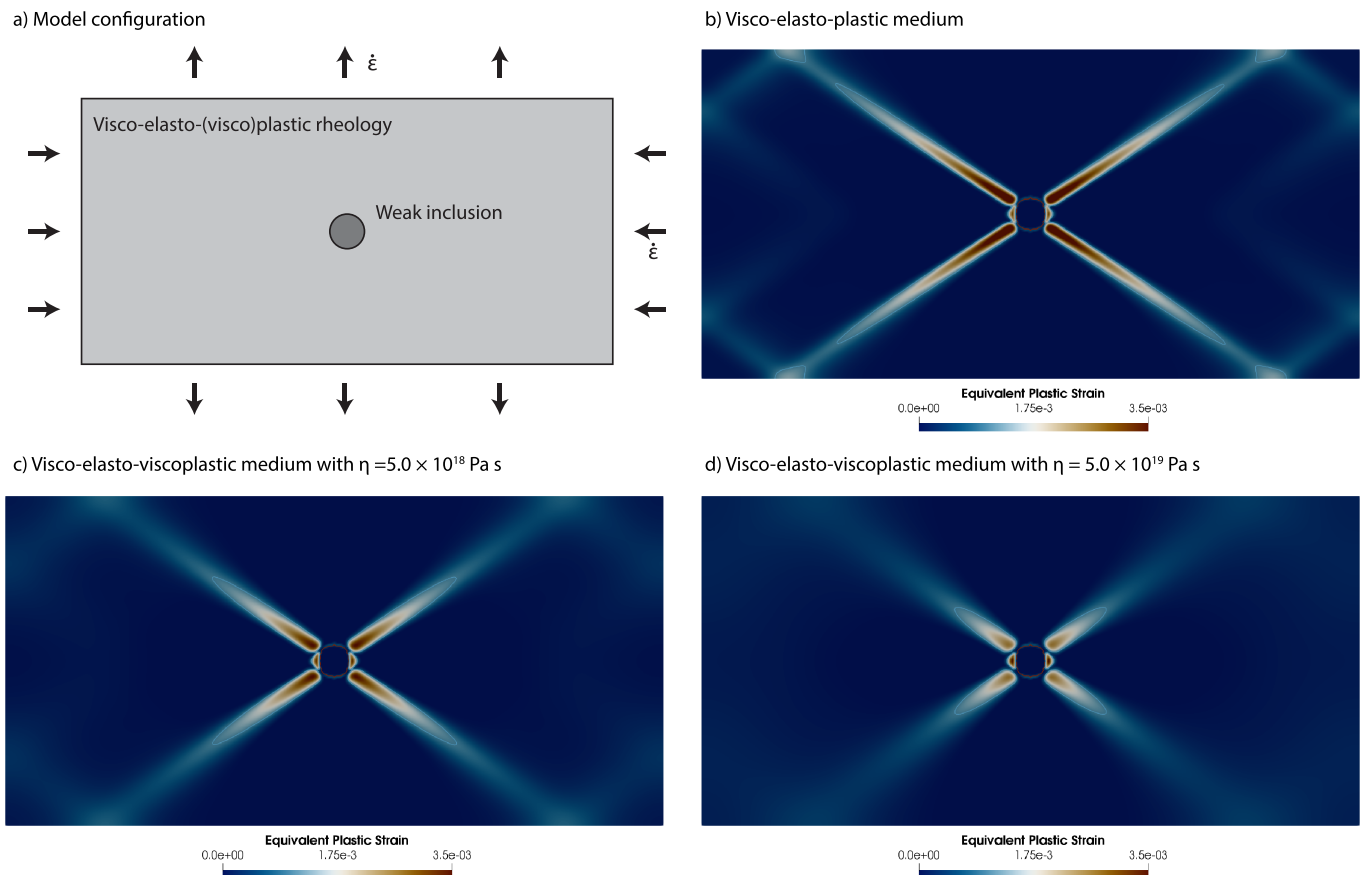 a) Model configuration
b) Visco-elasto-plastic medium
ε̇
Visco-elasto-(visco)plastic rheology
Weak inclusion
ε̇
Equivalent Plastic Strain
0.0e+00 1.75e-3 3.5e-03
c) Visco-elasto-viscoplastic medium with η =5.0 × 10¹⁸ Pa s
d) Visco-elasto-viscoplastic medium with η = 5.0 × 10¹⁹ Pa s
Equivalent Plastic Strain
0.0e+00 1.75e-3 3.5e-03
Equivalent Plastic Strain
0.0e+00 1.75e-3 3.5e-03